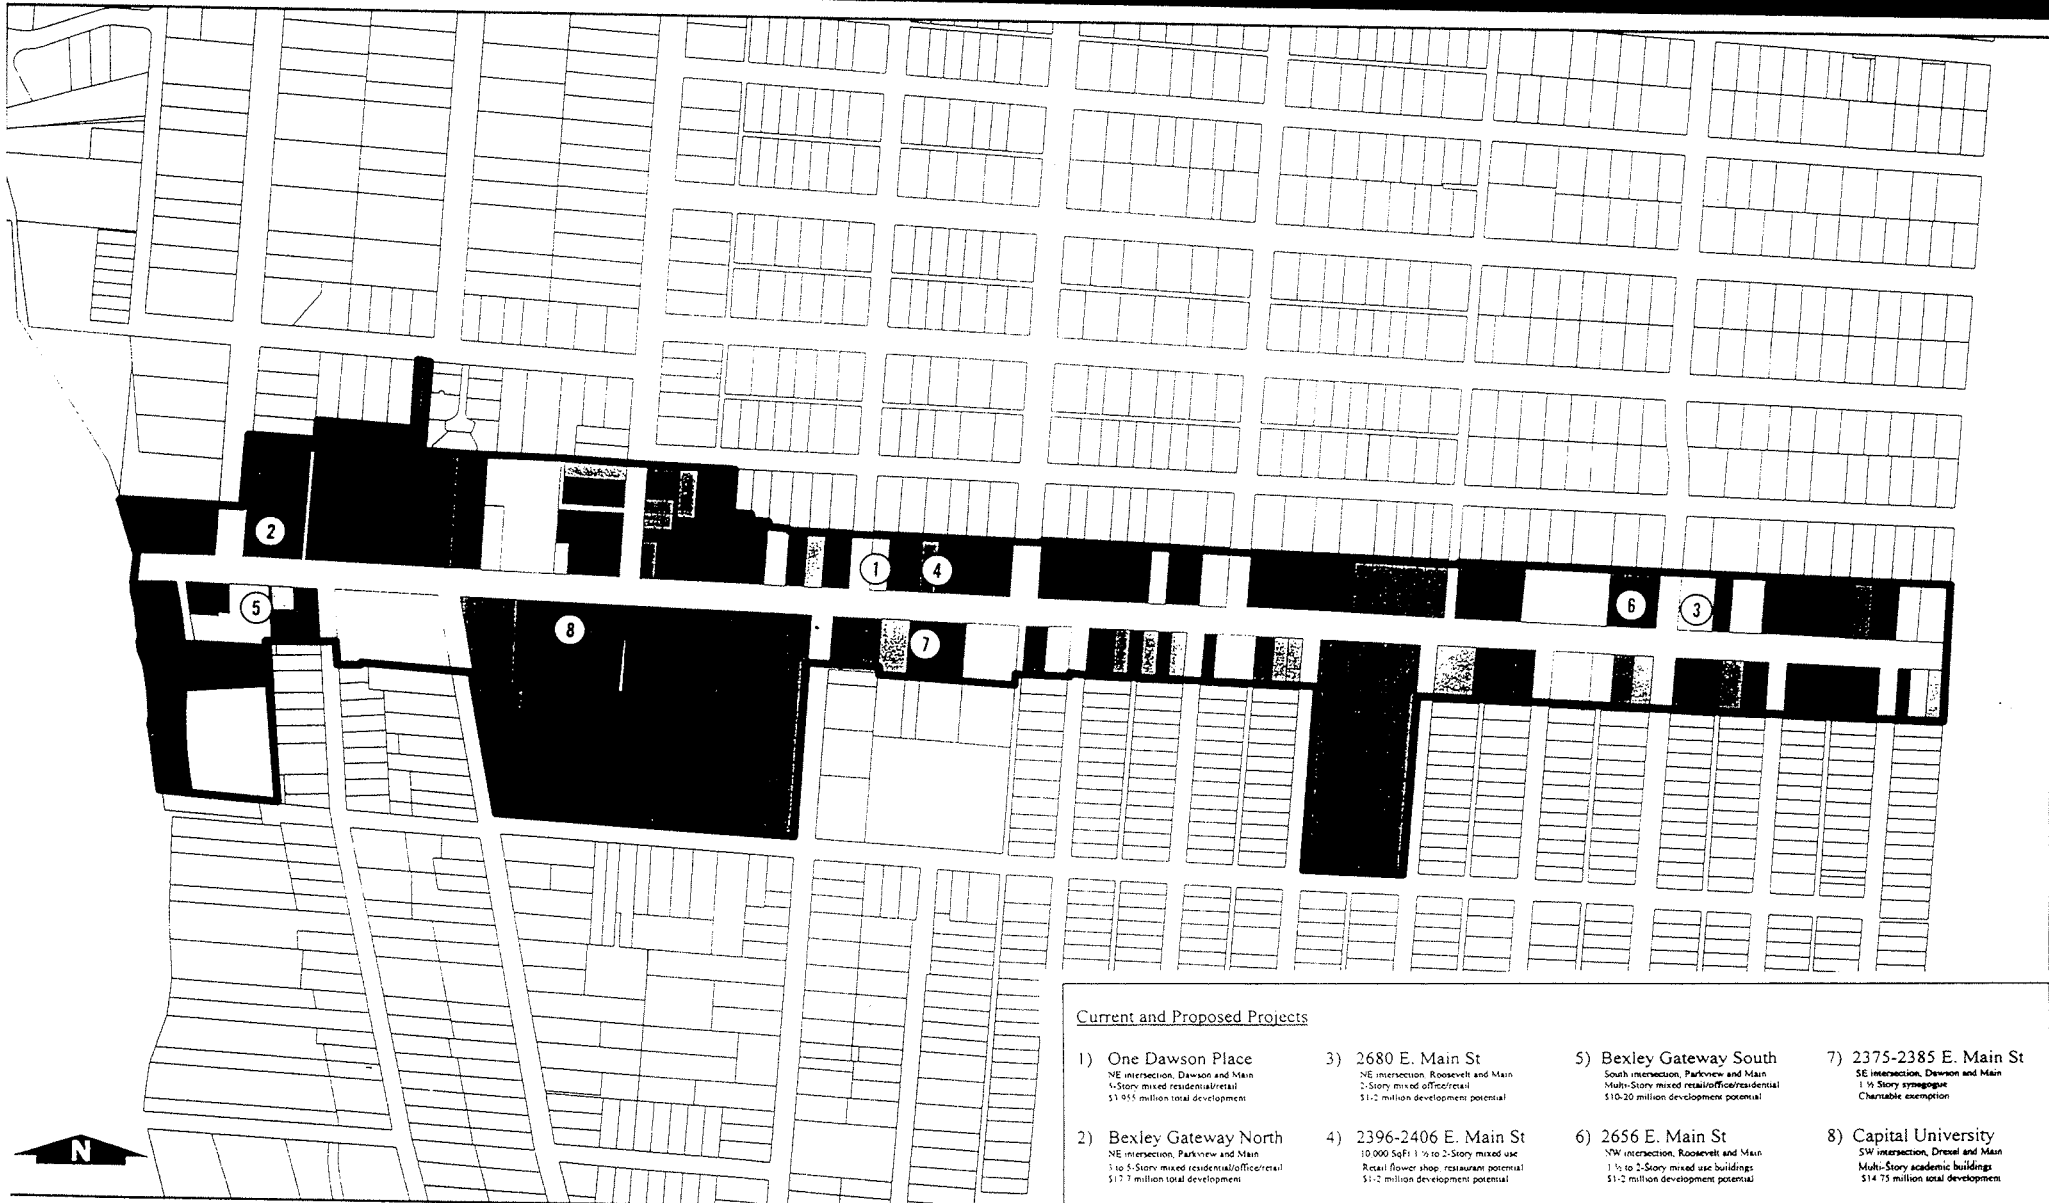 2
5
8
1
4
7
6
3
N
Current and Proposed Projects
1) One Dawson Place
NE intersection, Dawson and Main
5-Story mixed residential/retail
million total development
2) Bexley Gateway North
NE intersection, Parkview and Main
3 to 5-Story mixed residential/office/retail
$17.7 million total development
3) 2680 E. Main St
NE intersection, Roosevelt and Main
2-Story mixed office/retail
$1-2 million development potential
4) 2396-2406 E. Main St
10,000 SqFt 1 ½ to 2-Story mixed use
Retail flower shop, restaurant potential
$1-2 million development potential
5) Bexley Gateway South
South intersection, Parkview and Main
Multi-Story mixed retail/office/residential
$10-20 million development potential
6) 2656 E. Main St
NW intersection, Roosevelt and Main
1 ½ to 2-Story mixed use buildings
$1-2 million development potential
7) 2375-2385 E. Main St
SE intersection, Dawson and Main
1 ½ Story synagogue
Charitable exemption
8) Capital University
SW intersection, Drexel and Main
Multi-Story academic buildings
$14.75 million total development